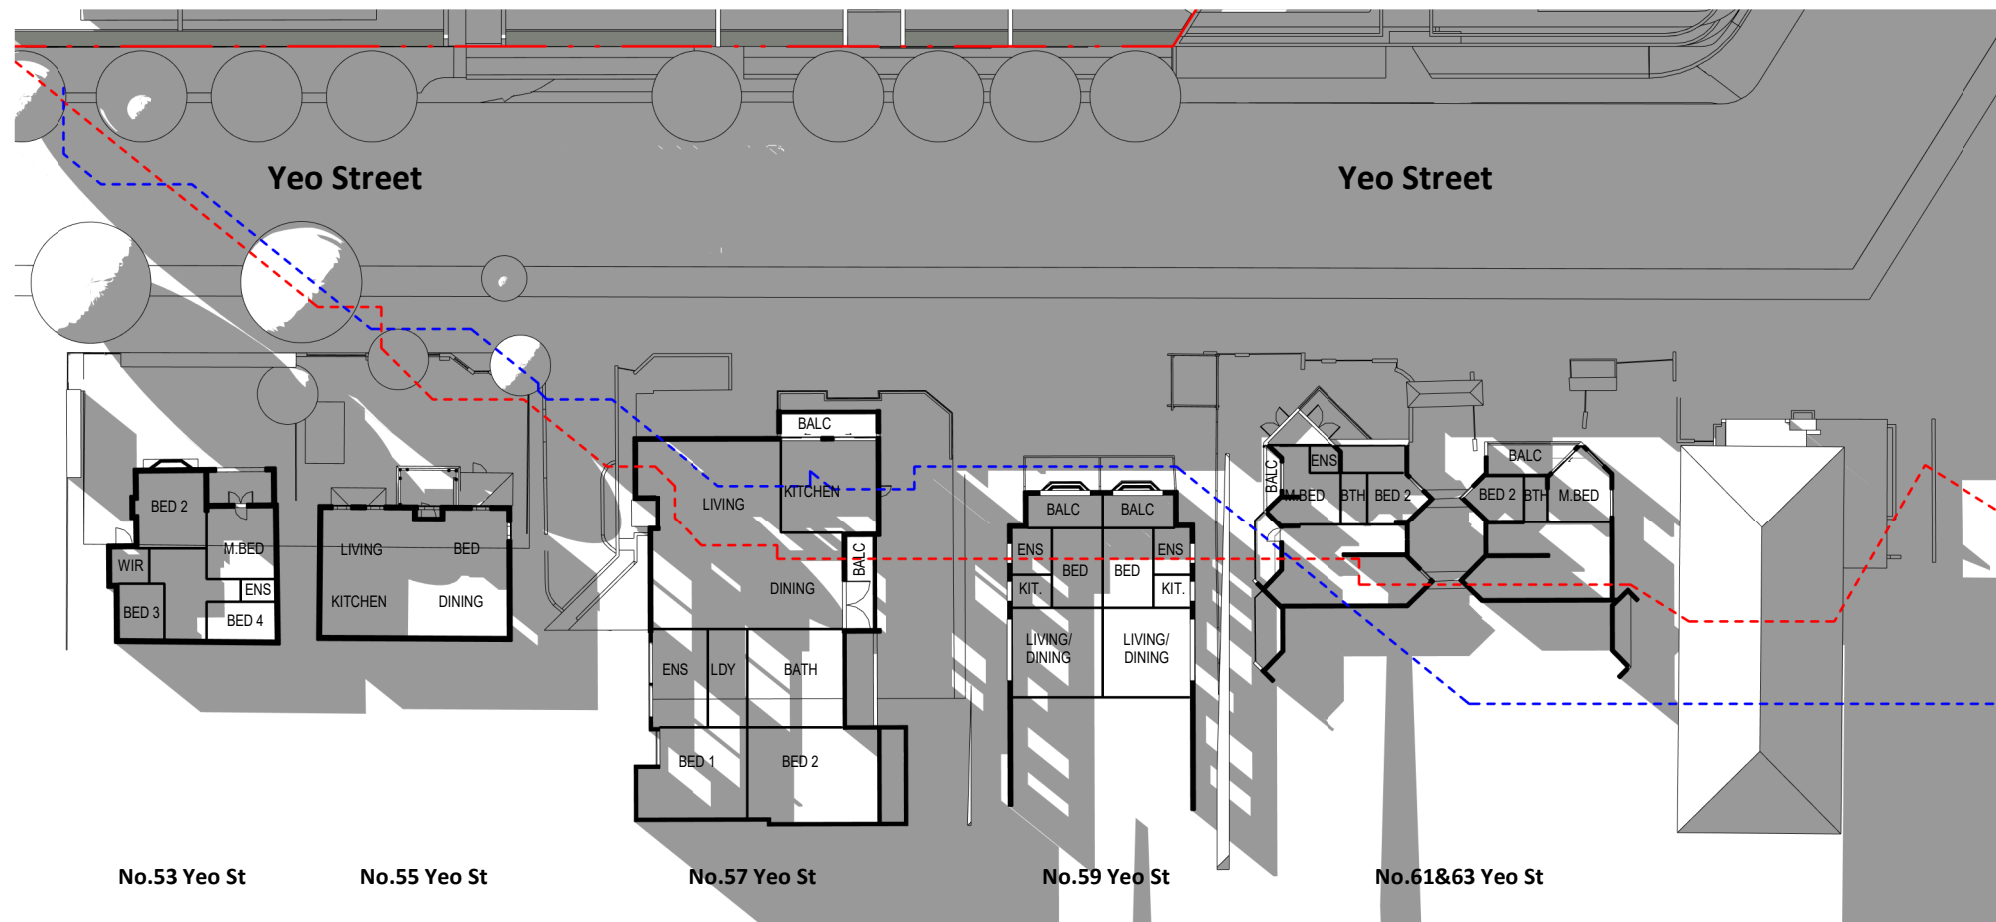 Yeo Street
Yeo Street
BED 2
M.BED
WIR
ENS
BED 3
BED 4
LIVING
BED
KITCHEN
DINING
BALC
LIVING
KITCHEN
BALC
DINING
ENS
LDY
BATH
BED 1
BED 2
BALC
BALC
ENS
BED
BED
ENS
KIT.
KIT.
LIVING/
DINING
LIVING/
DINING
BALC
ENS
M.BED
BTH
BED 2
BALC
BED 2
BTH
M.BED
No.53 Yeo St
No.55 Yeo St
No.57 Yeo St
No.59 Yeo St
No.61&63 Yeo St